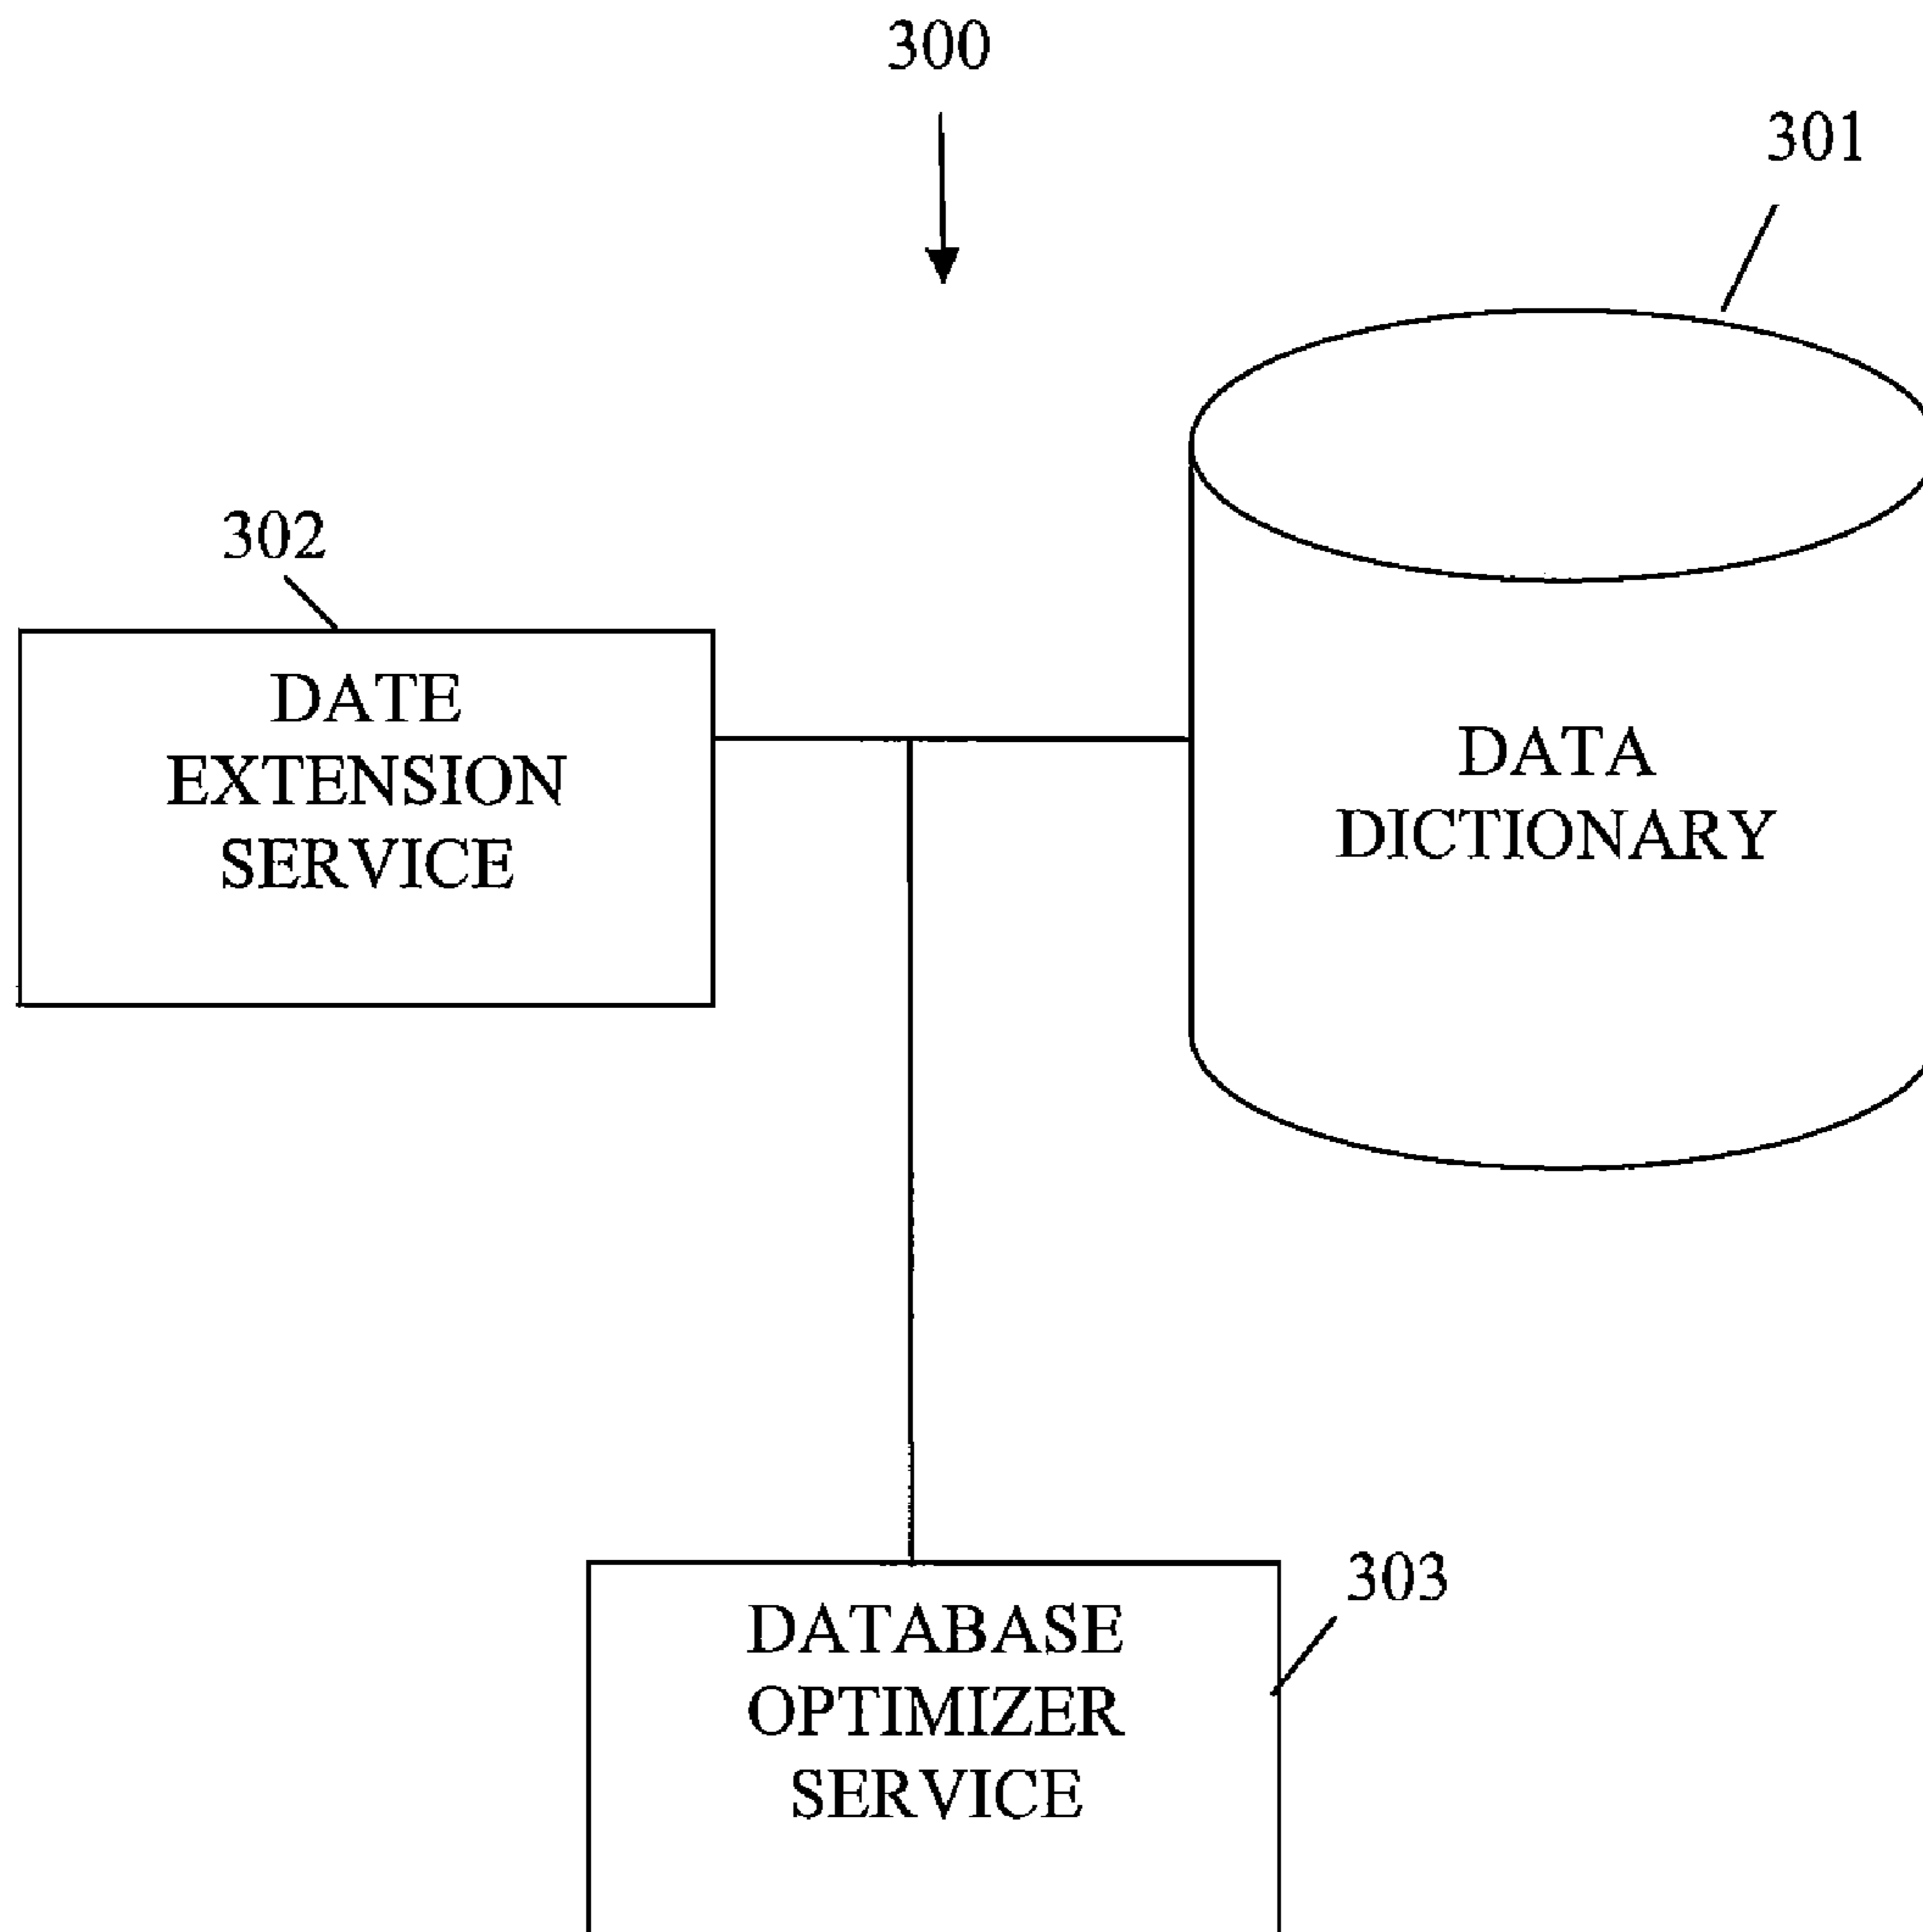 300
301
302
DATE
EXTENSION
SERVICE
DATA
DICTIONARY
303
DATABASE
OPTIMIZER
SERVICE